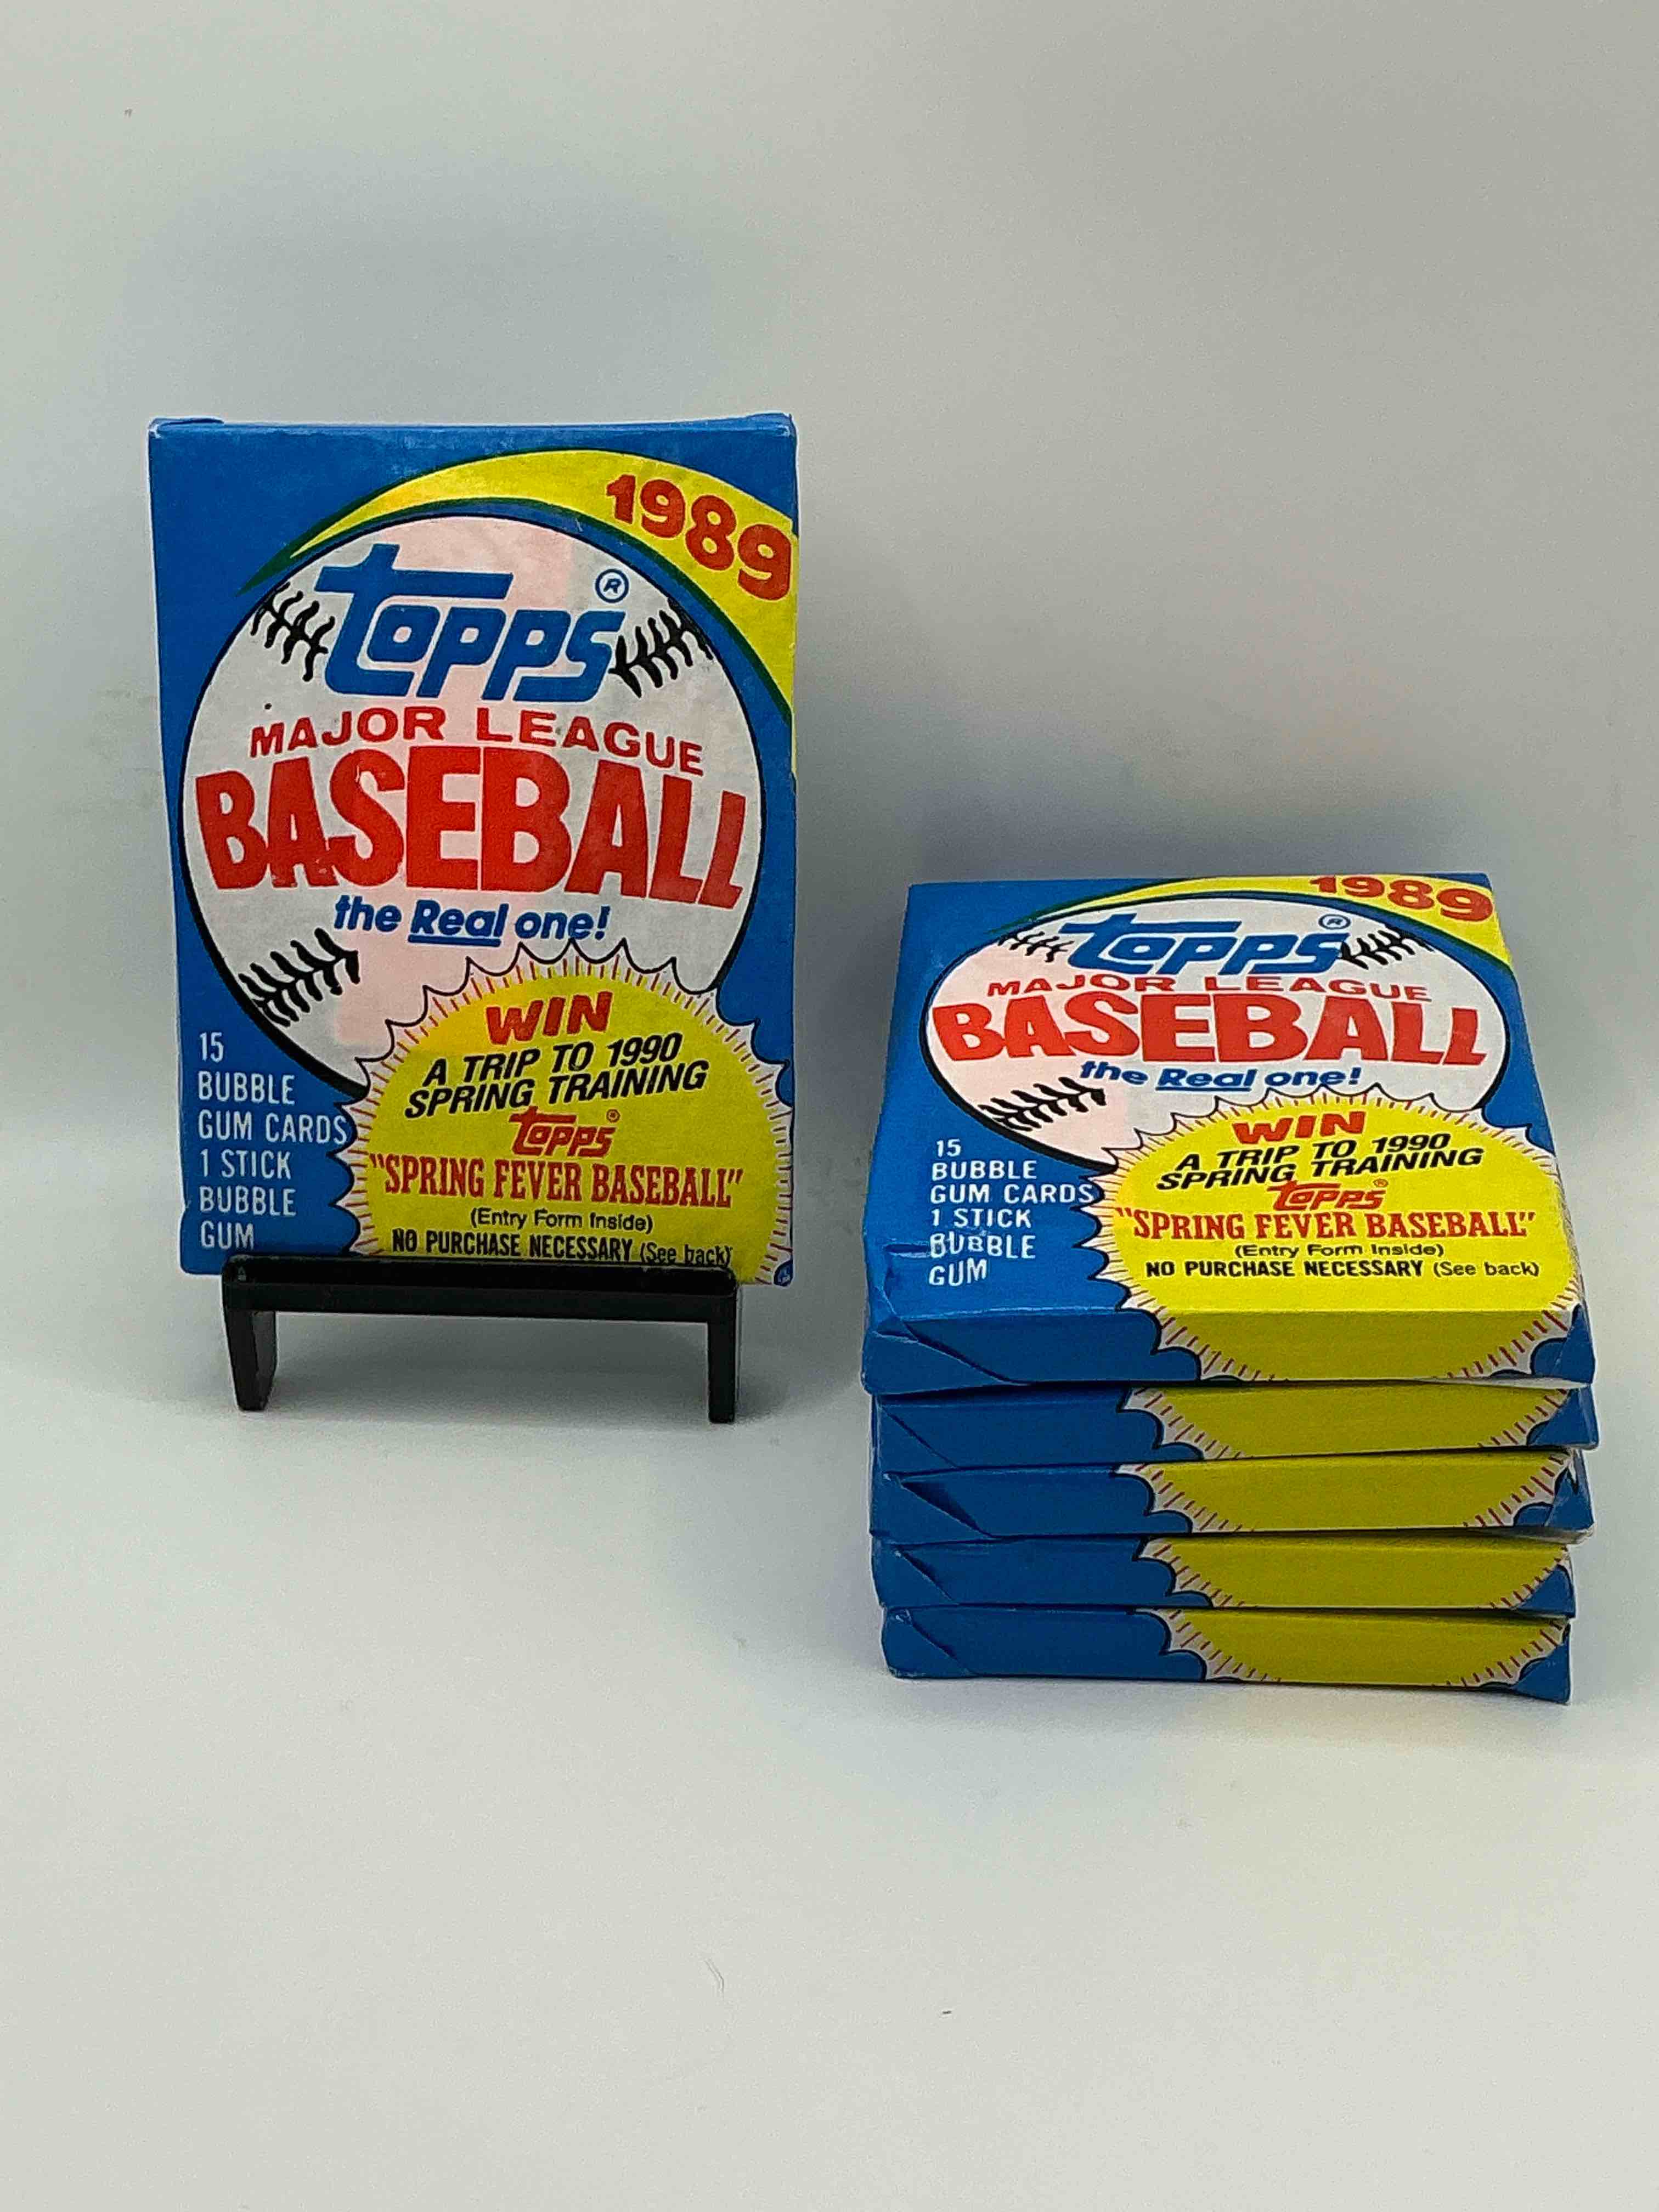 1989
Topps®
MAJOR LEAGUE
BASEBALL
the Real one!
WIN
A TRIP TO 1990
SPRING TRAINING
Topps®
"SPRING FEVER BASEBALL"
(Entry Form Inside)
NO PURCHASE NECESSARY (See back)
15
BUBBLE
GUM CARDS
1 STICK
BUBBLE
GUM
1989
Topps®
MAJOR LEAGUE
BASEBALL
the Real one!
WIN
A TRIP TO 1990
SPRING TRAINING
Topps®
"SPRING FEVER BASEBALL"
(Entry Form Inside)
NO PURCHASE NECESSARY (See back)
15
BUBBLE
GUM CARDS
1 STICK
BUBBLE
GUM